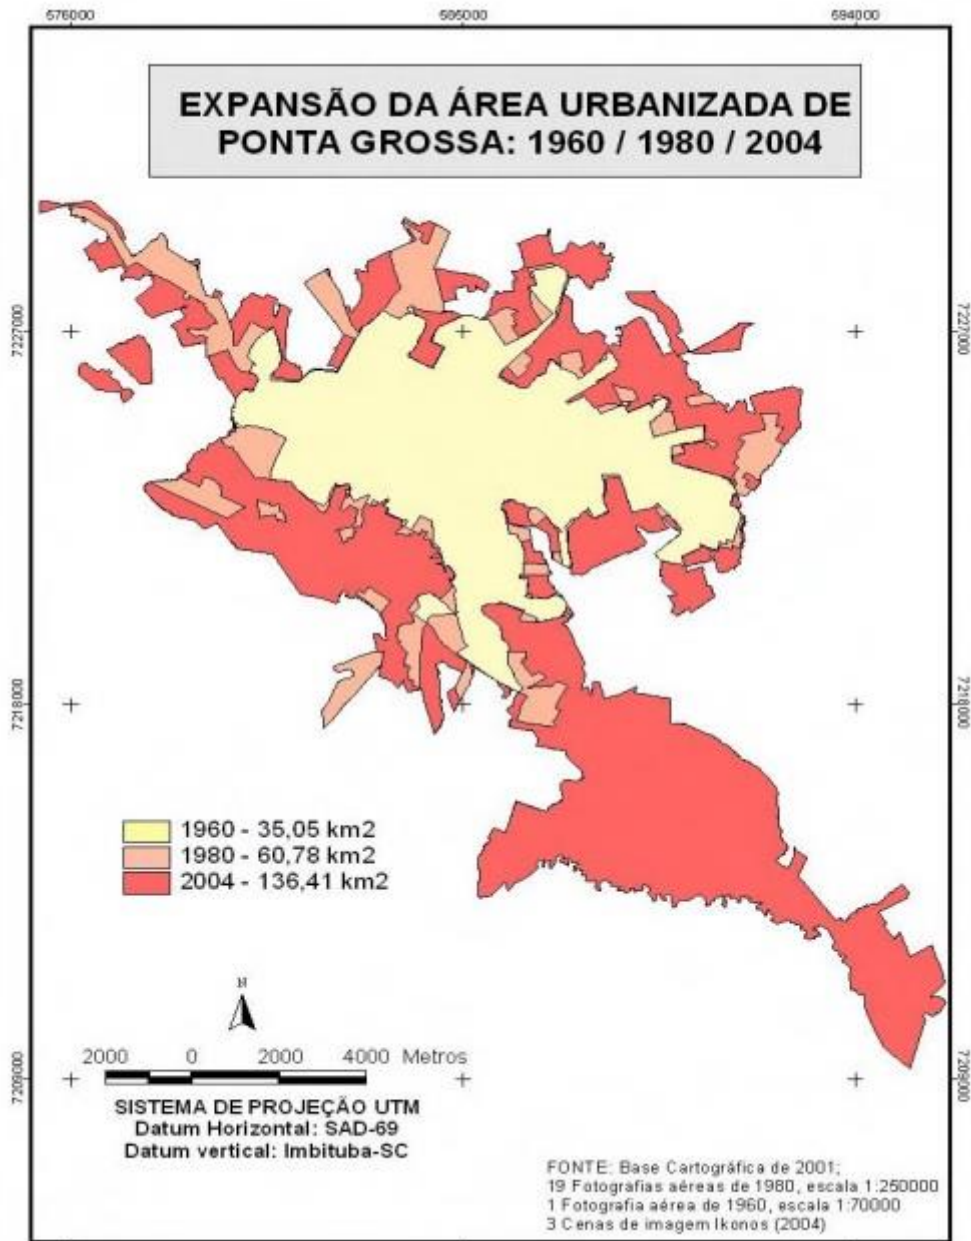 576000 585000 594000
EXPANSÃO DA ÁREA URBANIZADA DE
PONTA GROSSA: 1960 / 1980 / 2004
7227000 7227000
7218000 7218000
1960 - 35,05 km2
1980 - 60,78 km2
2004 - 136,41 km2
N
2000 0 2000 4000 Metros
7209000 7209000
SISTEMA DE PROJEÇÃO UTM
Datum Horizontal: SAD-69
Datum vertical: Imbituba-SC
FONTE: Base Cartográfica de 2001;
19 Fotografias aéreas de 1980, escala 1:250000
1 Fotografia aérea de 1960, escala 1:70000
3 Cenas de imagem Ikonos (2004)